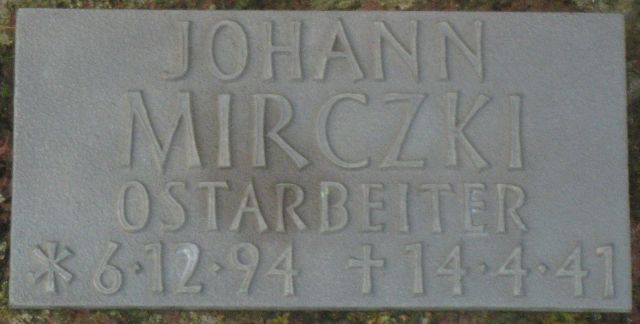 JOHANN
MIRCZKI
OSTARBEITER
* 6·12·94 † 14·4·41